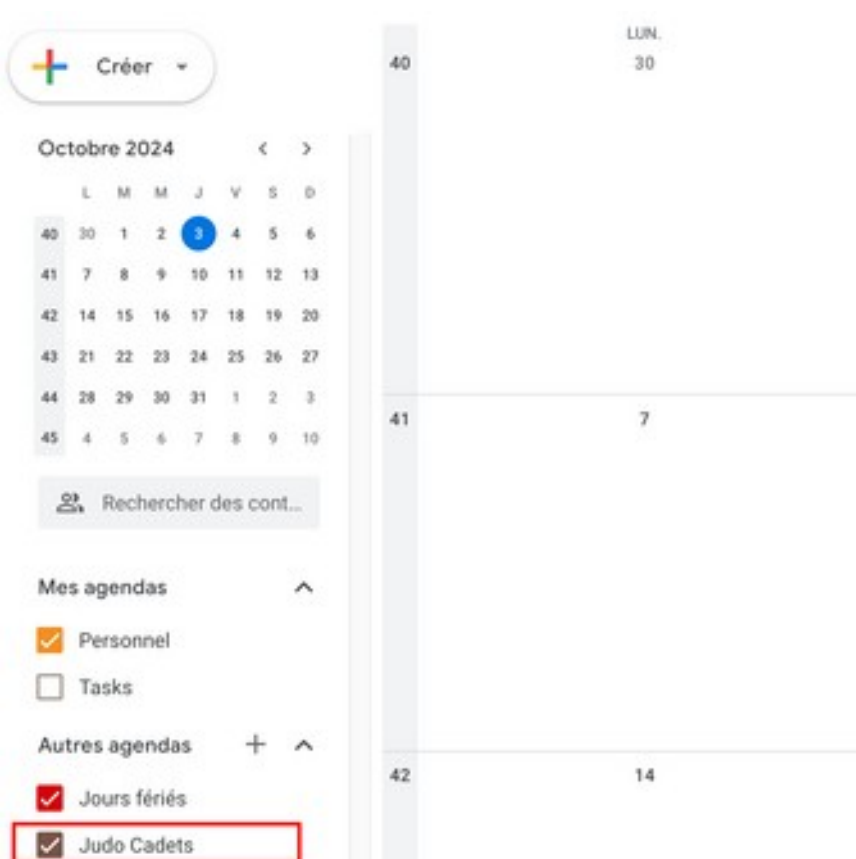 Créer
Octobre 2024
L M M J V S D
40 30 1 2 3 4 5 6
41 7 8 9 10 11 12 13
42 14 15 16 17 18 19 20
43 21 22 23 24 25 26 27
44 28 29 30 31 1 2 3
45 4 5 6 7 8 9 10
Rechercher des cont...
Mes agendas
Personnel
Tasks
Autres agendas
Jours fériés
Judo Cadets
LUN.
40 30
41 7
42 14